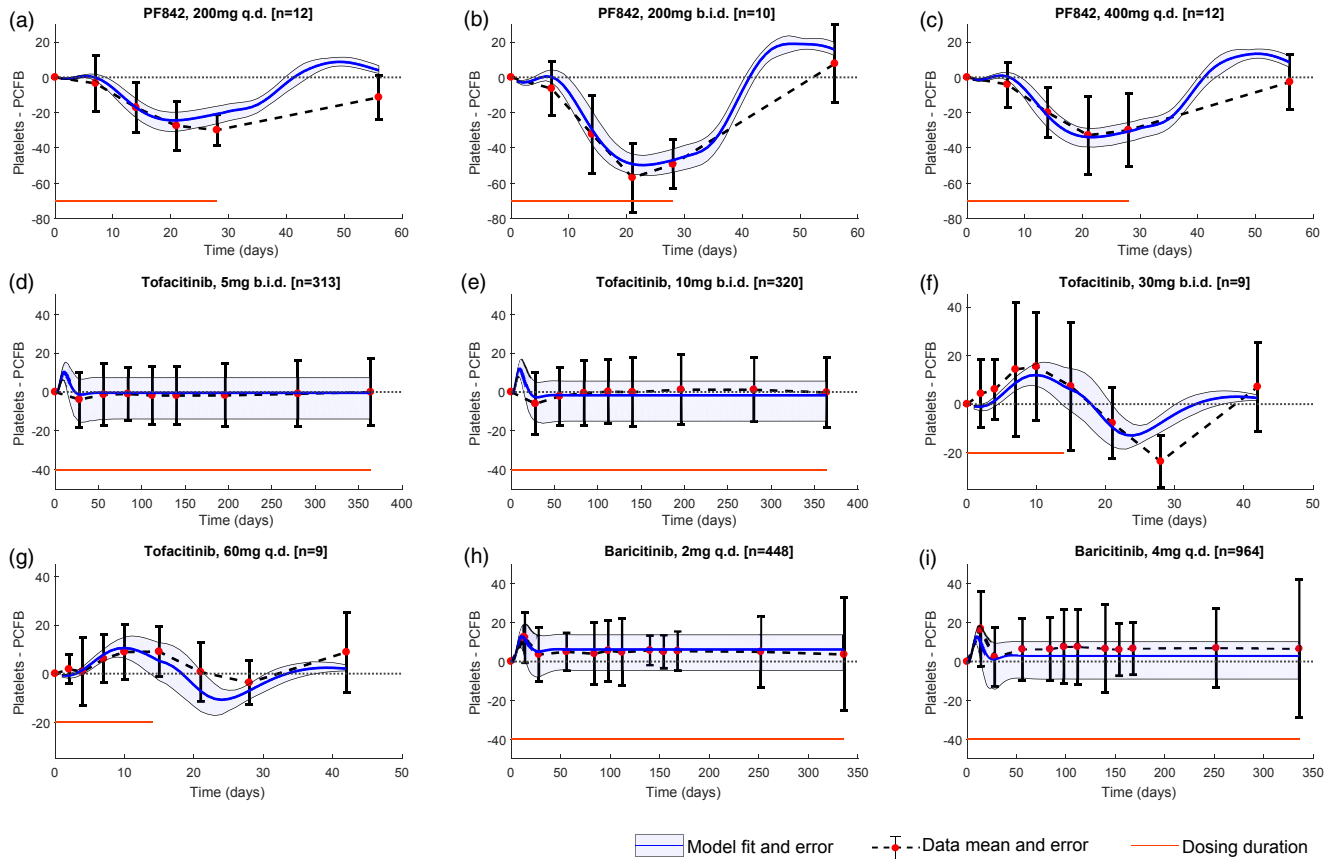 (a)
PF842, 200mg q.d. [n=12]
Platelets - PCFB
20
0
-20
-40
-60
-80
0 10 20 30 40 50 60
Time (days)
(b)
PF842, 200mg b.i.d. [n=10]
Platelets - PCFB
20
0
-20
-40
-60
-80
0 10 20 30 40 50 60
Time (days)
(c)
PF842, 400mg q.d. [n=12]
Platelets - PCFB
20
0
-20
-40
-60
-80
0 10 20 30 40 50 60
Time (days)
(d)
Tofacitinib, 5mg b.i.d. [n=313]
Platelets - PCFB
40
20
0
-20
-40
0 50 100 150 200 250 300 350 400
Time (days)
(e)
Tofacitinib, 10mg b.i.d. [n=320]
Platelets - PCFB
40
20
0
-20
-40
0 50 100 150 200 250 300 350 400
Time (days)
(f)
Tofacitinib, 30mg b.i.d. [n=9]
Platelets - PCFB
40
20
0
-20
0 10 20 30 40 50
Time (days)
(g)
Tofacitinib, 60mg q.d. [n=9]
Platelets - PCFB
40
20
0
-20
0 10 20 30 40 50
Time (days)
(h)
Baricitinib, 2mg q.d. [n=448]
Platelets - PCFB
40
20
0
-20
-40
0 50 100 150 200 250 300 350
Time (days)
(i)
Baricitinib, 4mg q.d. [n=964]
Platelets - PCFB
40
20
0
-20
-40
0 50 100 150 200 250 300 350
Time (days)
Model fit and error
Data mean and error
Dosing duration